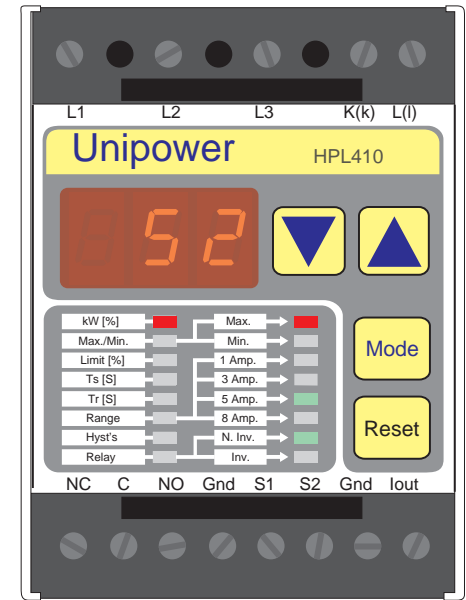 L1 L2 L3 K(k) L(l)
Unipower HPL410
52
kW [%] Max.
Max./Min. Min.
Limit [%] 1 Amp.
Ts [S] 3 Amp.
Tr [S] 5 Amp.
Range 8 Amp.
Hyst's N. Inv.
Relay Inv.
Mode
Reset
NC C NO Gnd S1 S2 Gnd Iout